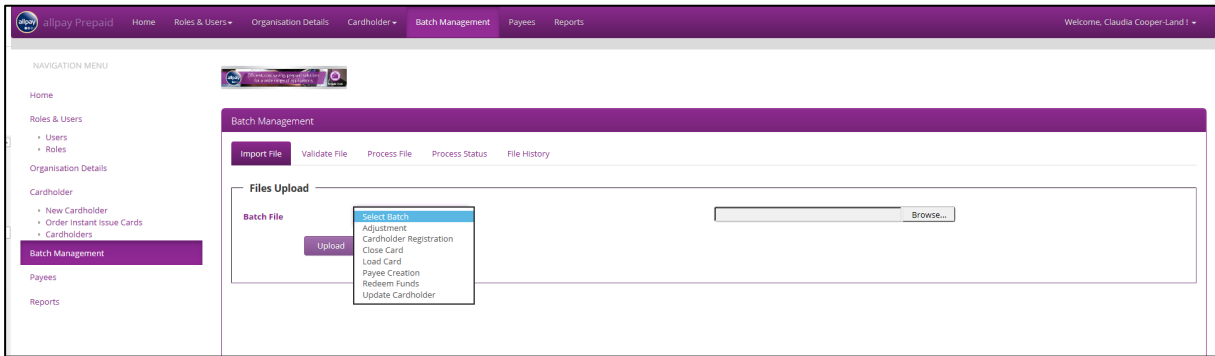 allpay allpay Prepaid Home Roles & Users Organisation Details Cardholder Batch Management Payees Reports Welcome, Claudia Cooper-Land !
NAVIGATION MENU
Home
Roles & Users
Users
Roles
Organisation Details
Cardholder
New Cardholder
Order Instant Issue Cards
Cardholders
Batch Management
Payees
Reports
allpay
Batch Management
Import File Validate File Process File Process Status File History
Files Upload
Batch File
Select Batch
Adjustment
Cardholder Registration
Close Card
Load Card
Payee Creation
Redeem Funds
Update Cardholder
Browse...
Upload